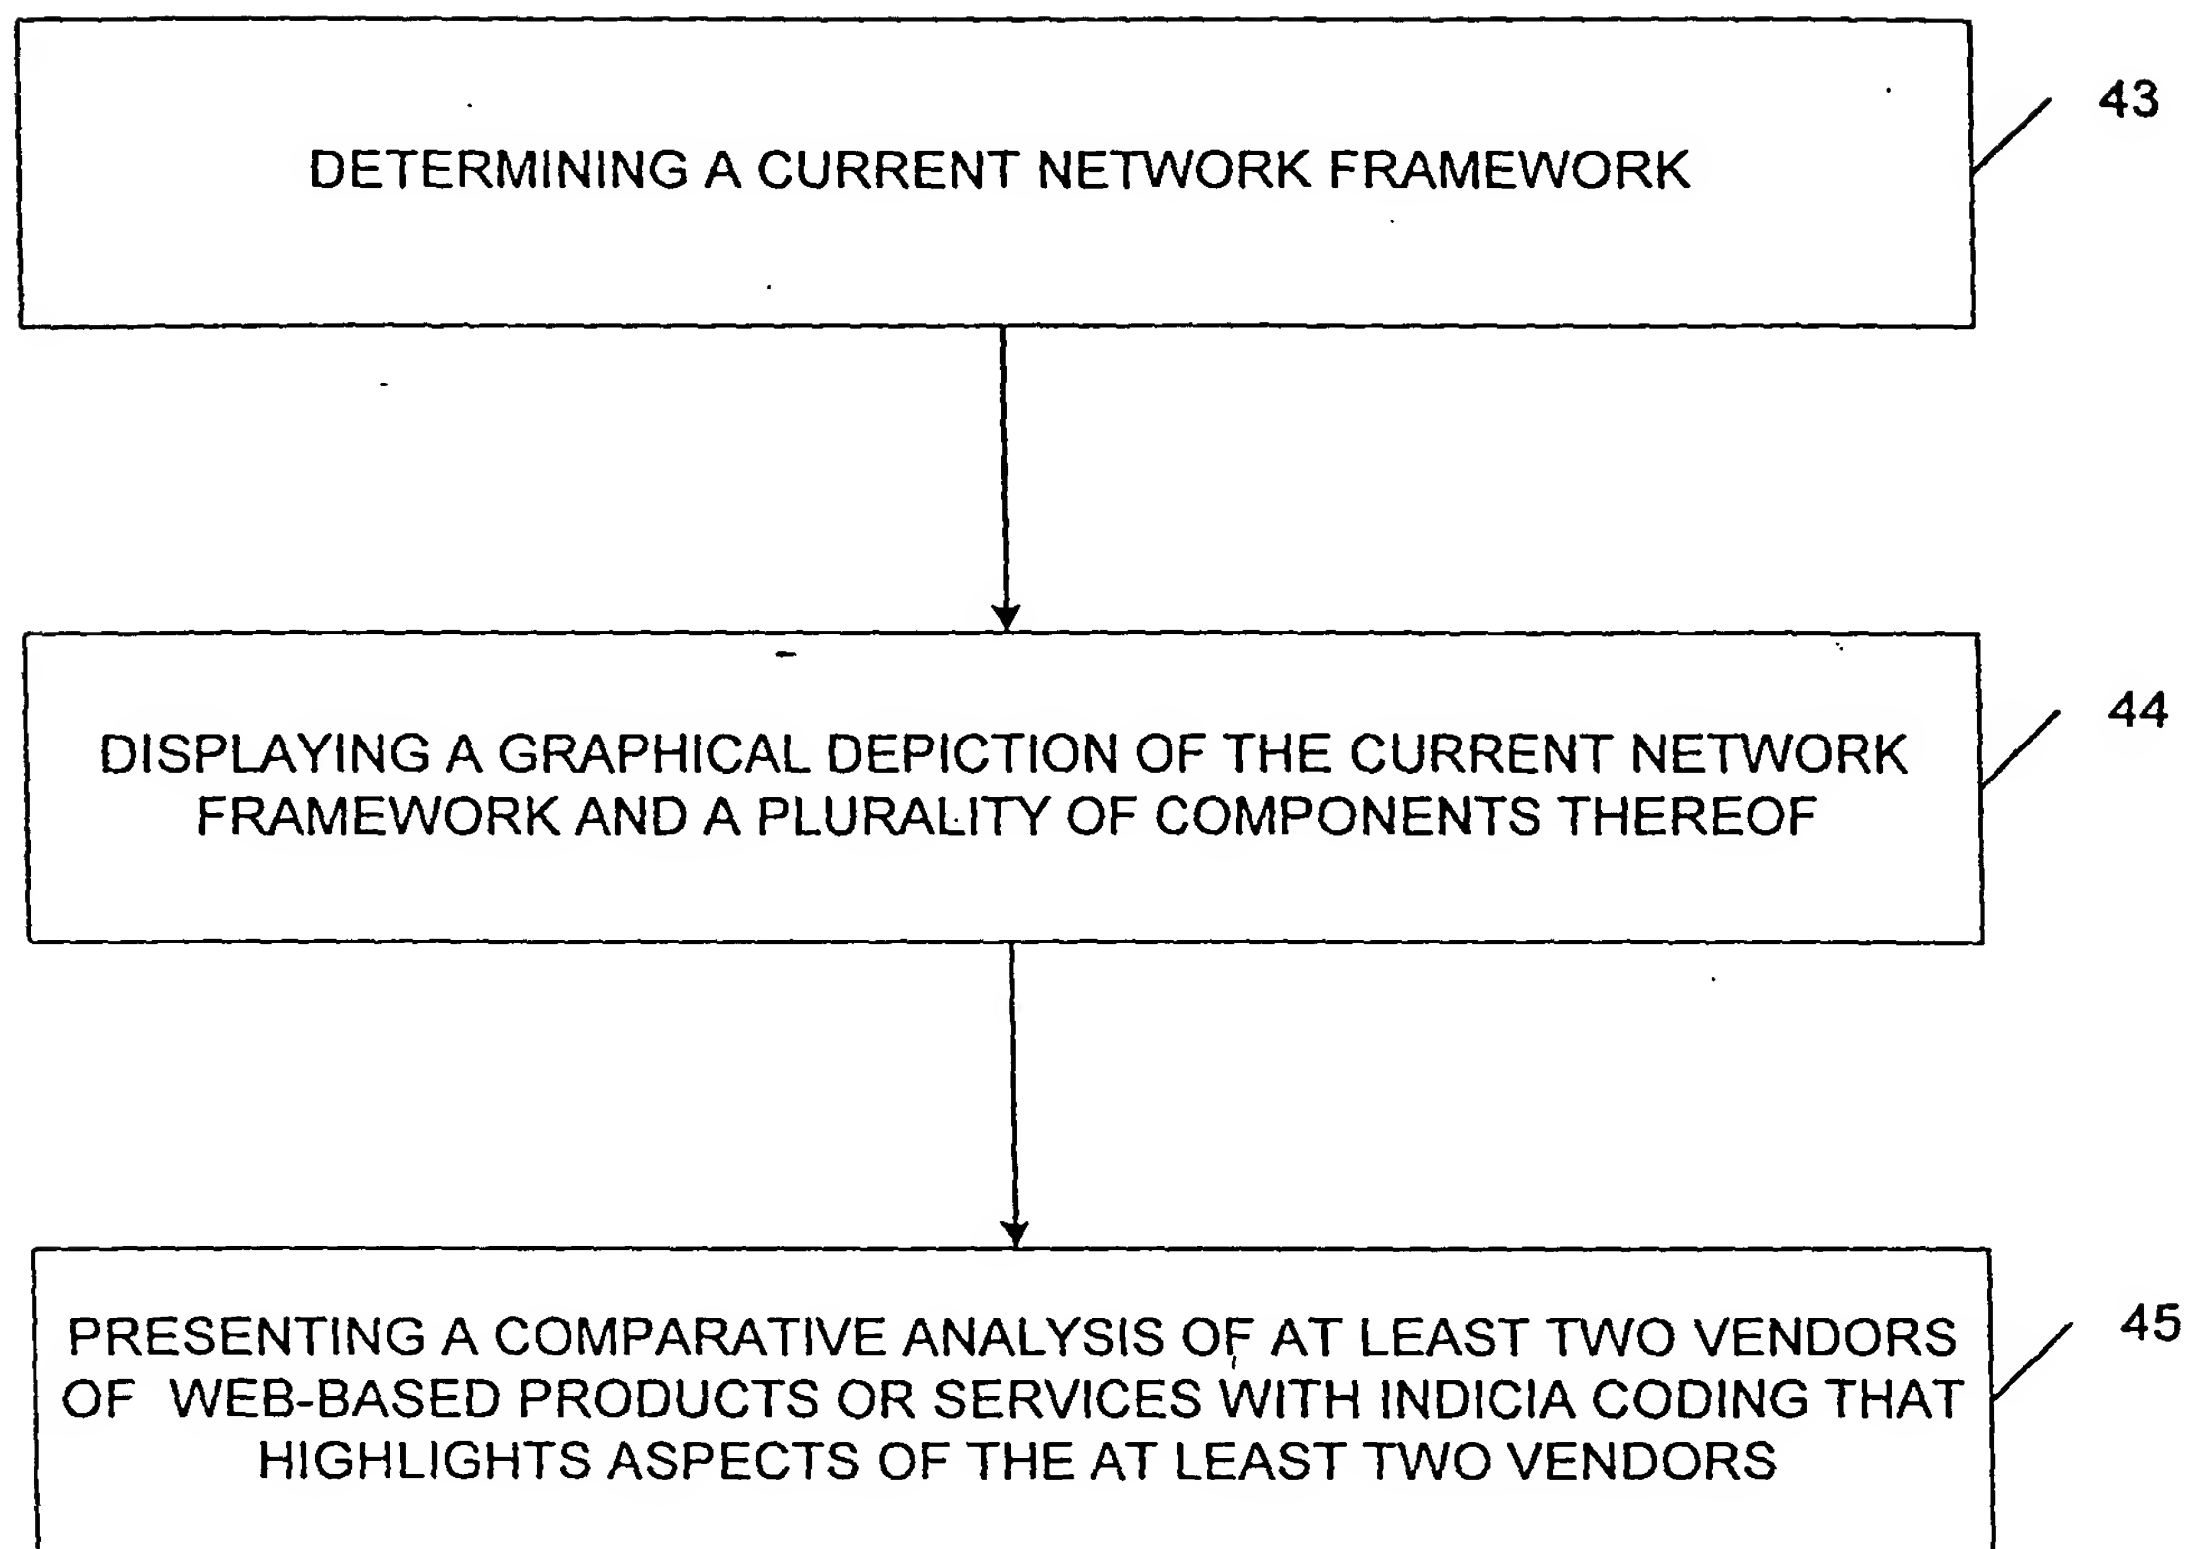 DETERMINING A CURRENT NETWORK FRAMEWORK
43
DISPLAYING A GRAPHICAL DEPICTION OF THE CURRENT NETWORK
FRAMEWORK AND A PLURALITY OF COMPONENTS THEREOF
44
PRESENTING A COMPARATIVE ANALYSIS OF AT LEAST TWO VENDORS
OF WEB-BASED PRODUCTS OR SERVICES WITH INDICIA CODING THAT
HIGHLIGHTS ASPECTS OF THE AT LEAST TWO VENDORS
45